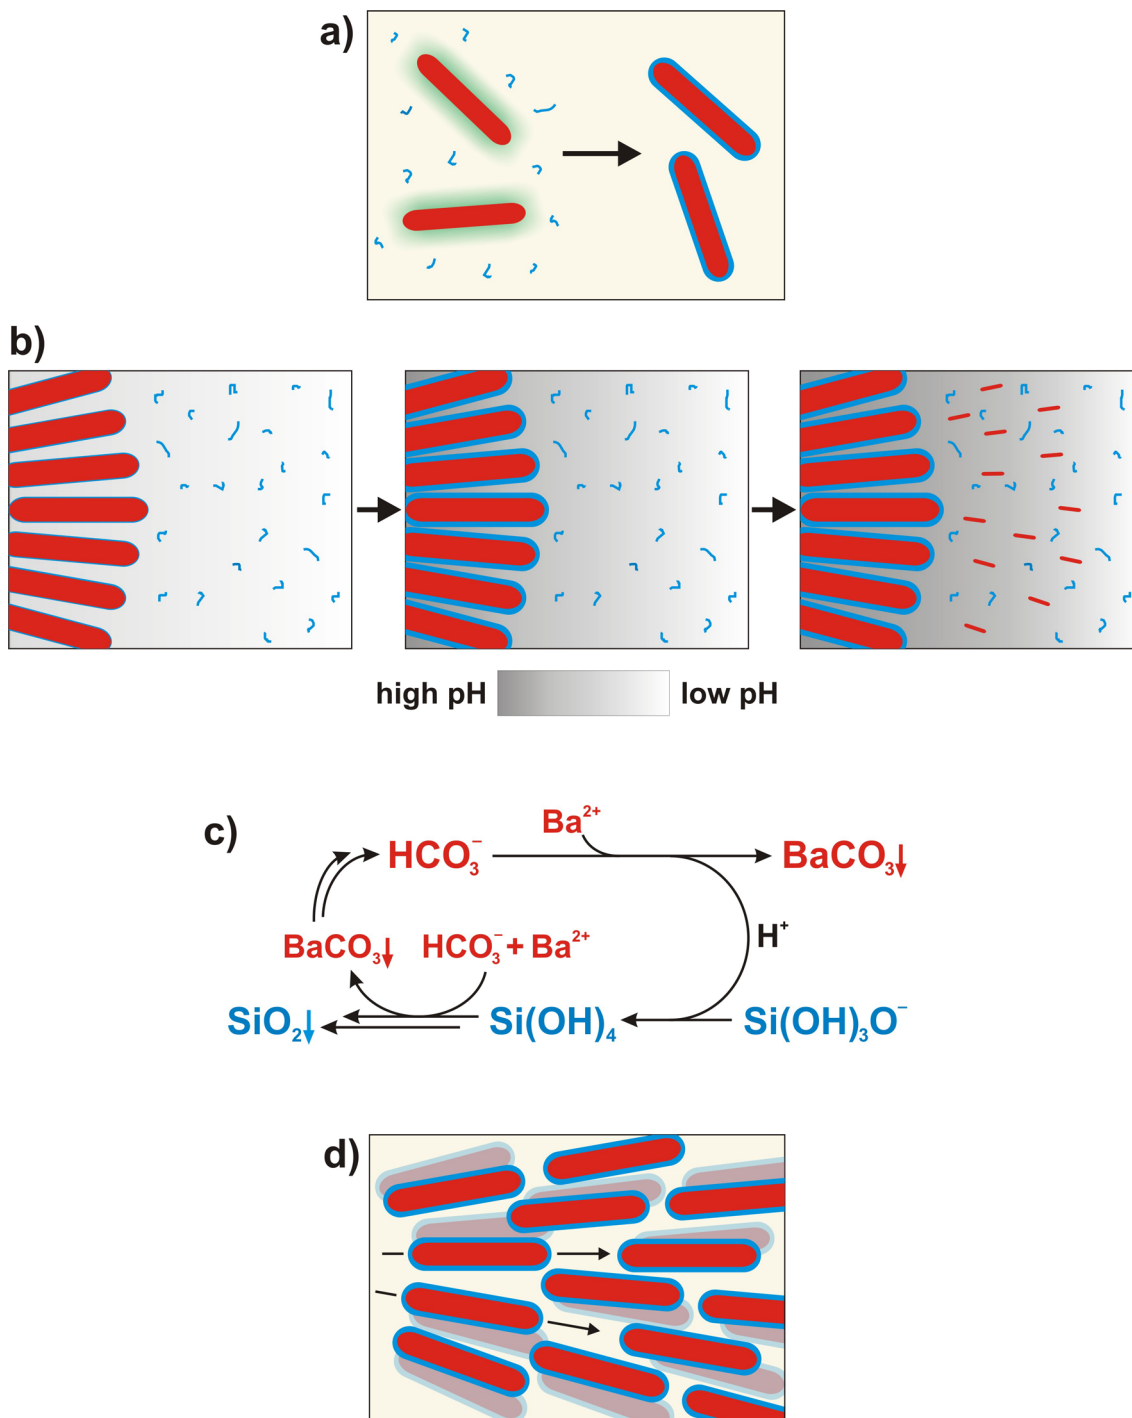 a)
b)
high pH low pH
c)
Ba²⁺
HCO₃⁻ BaCO₃↓
H⁺
BaCO₃↓ HCO₃⁻ + Ba²⁺
SiO₂↓ Si(OH)₄ Si(OH)₃O⁻
d)